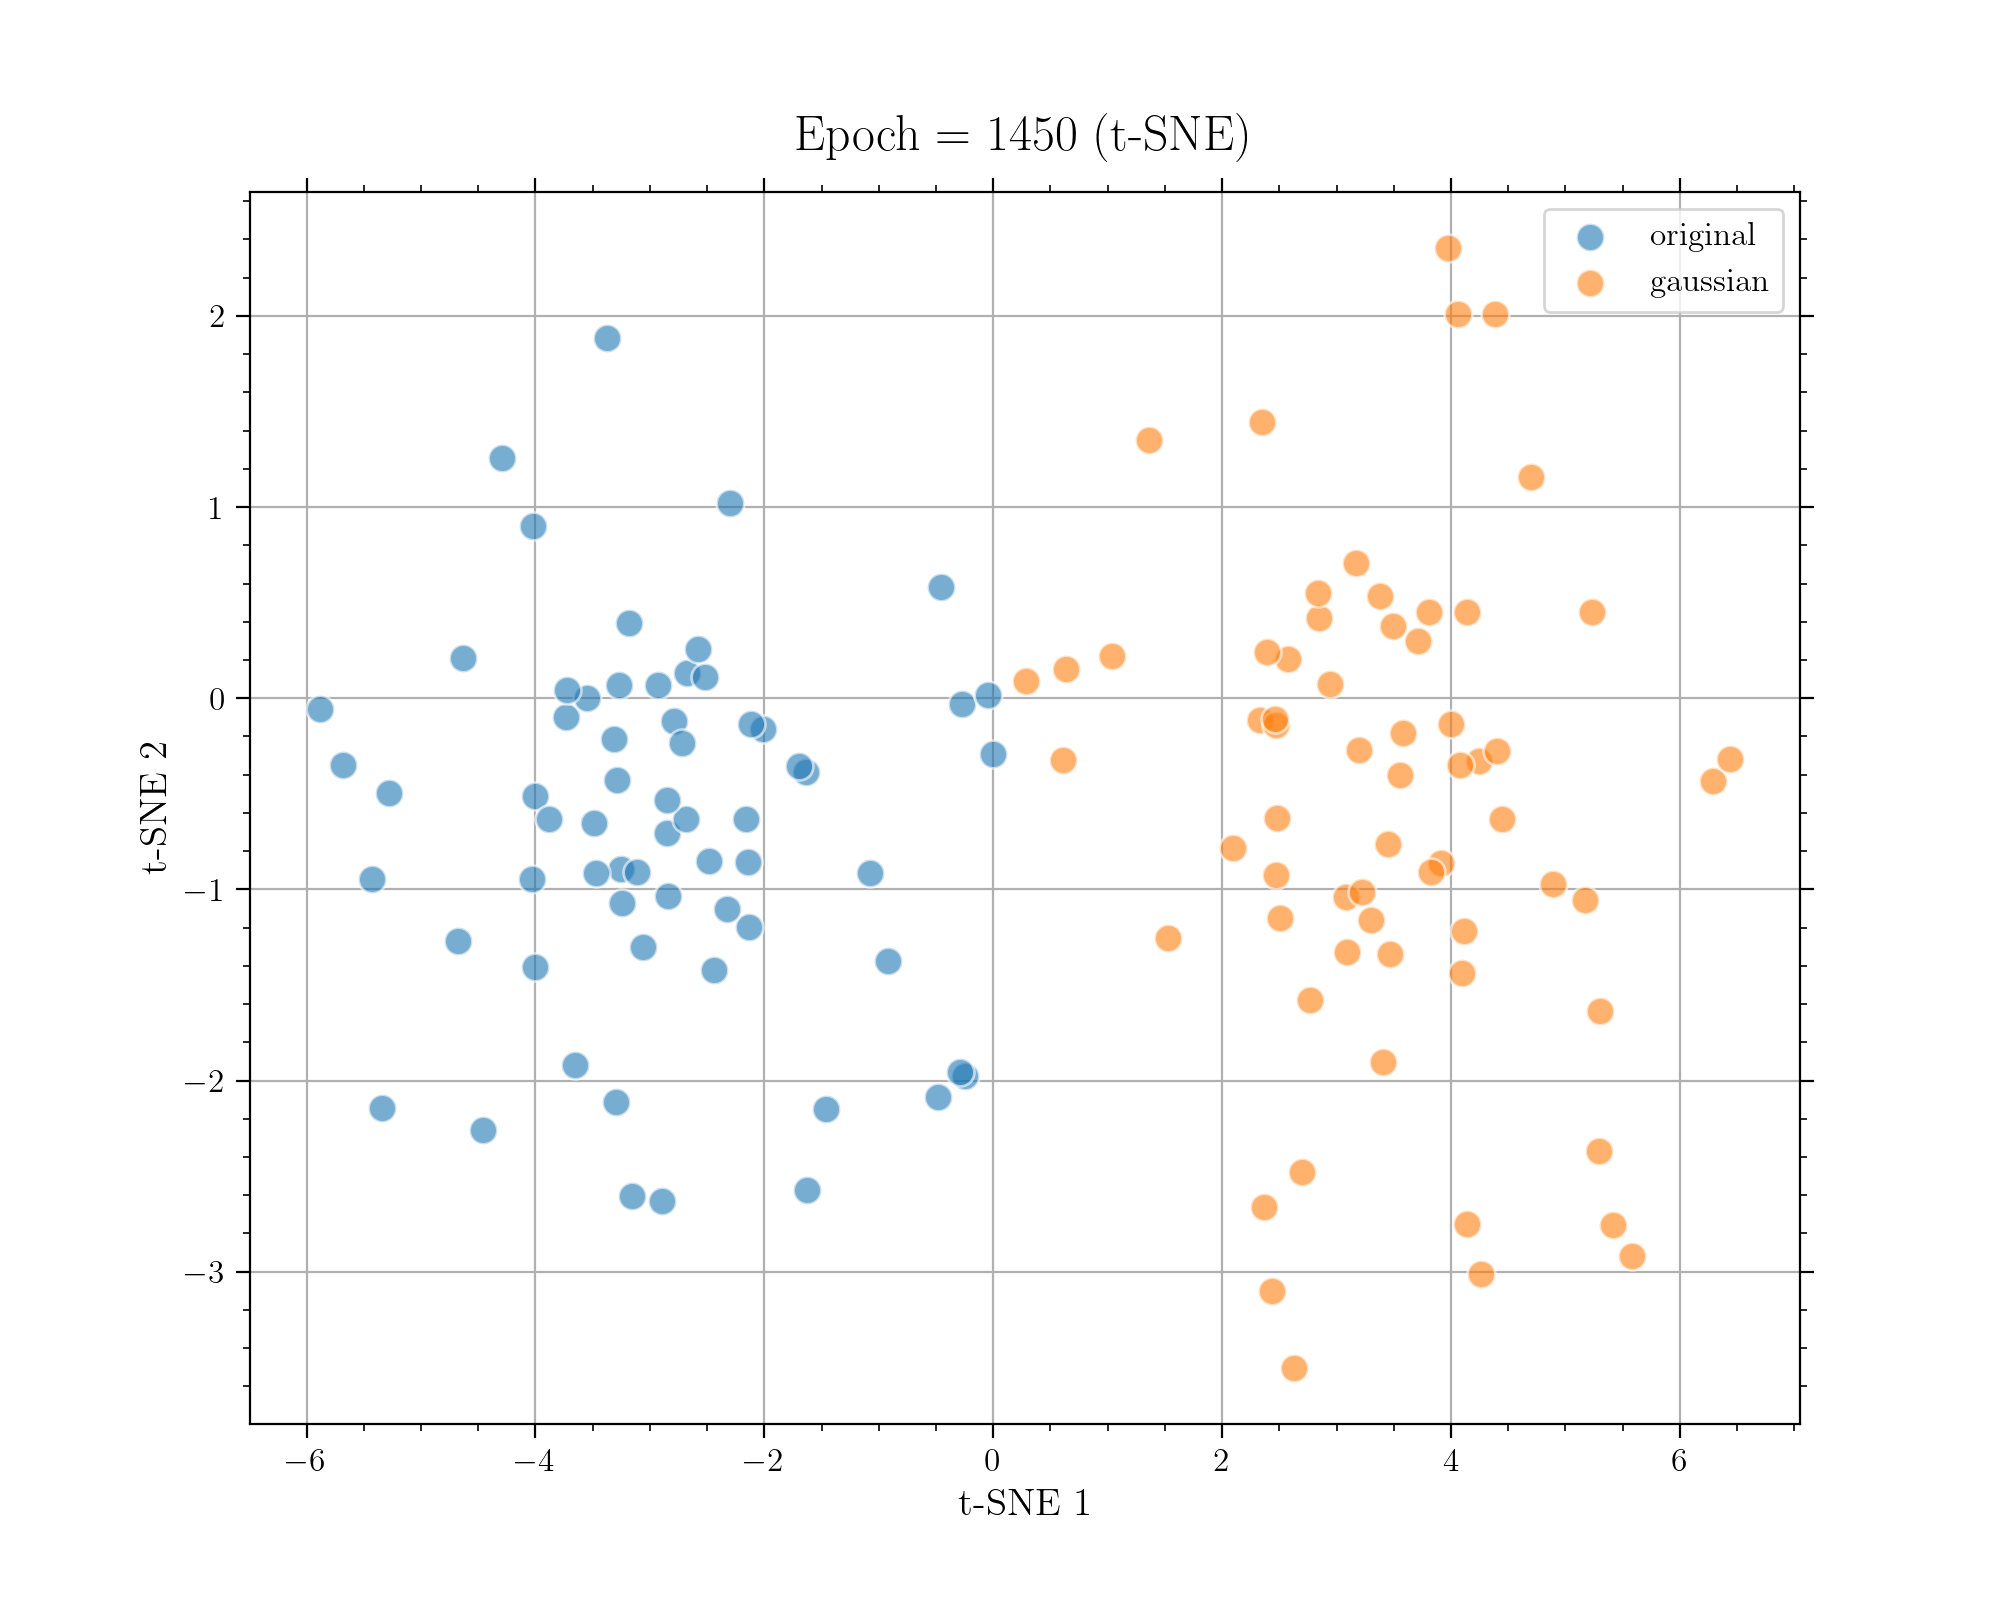 Epoch = 1450 (t-SNE)
original
gaussian
2
1
0
−1
−2
−3
t-SNE 2
−6 −4 −2 0 2 4 6
t-SNE 1